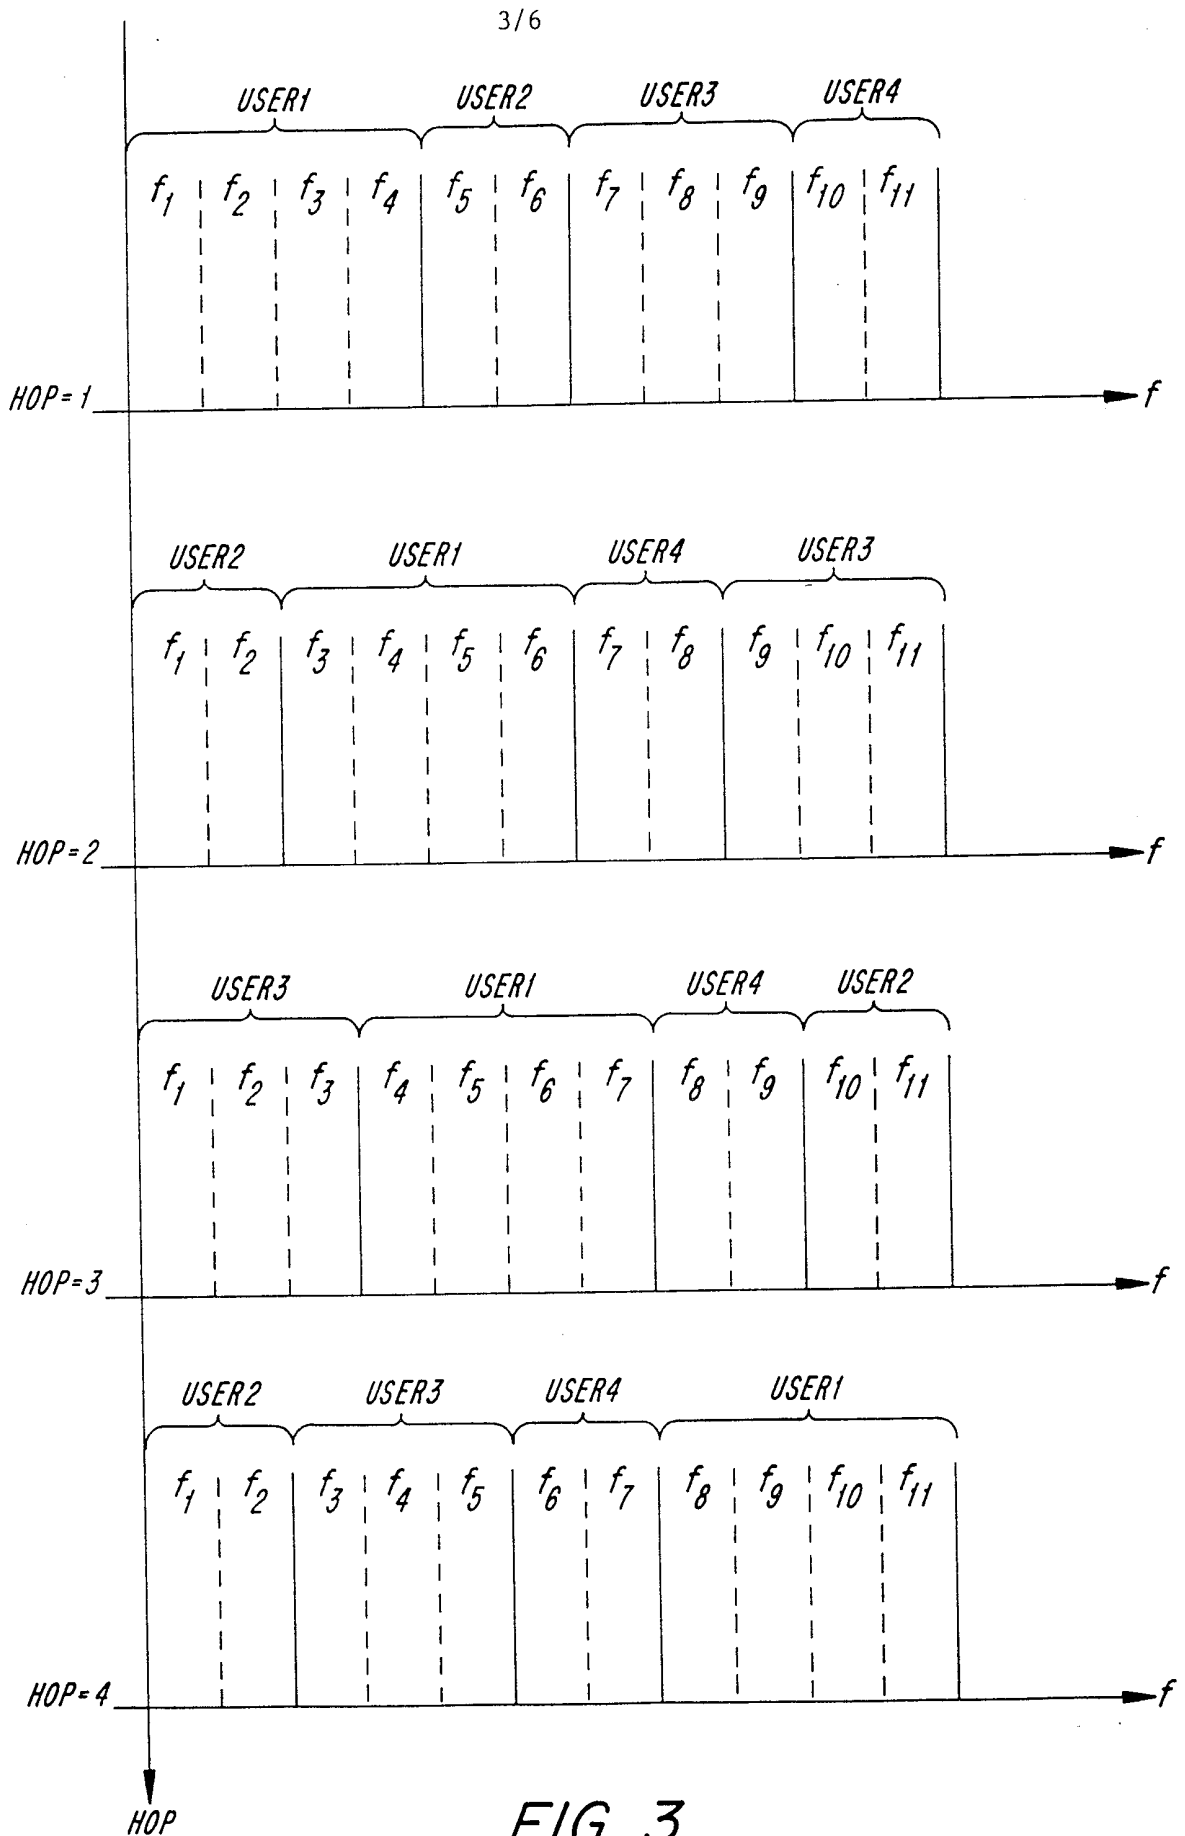 3/6
USER1 USER2 USER3 USER4
f1 f2 f3 f4 f5 f6 f7 f8 f9 f10 f11
HOP=1 f
USER2 USER1 USER4 USER3
f1 f2 f3 f4 f5 f6 f7 f8 f9 f10 f11
HOP=2 f
USER3 USER1 USER4 USER2
f1 f2 f3 f4 f5 f6 f7 f8 f9 f10 f11
HOP=3 f
USER2 USER3 USER4 USER1
f1 f2 f3 f4 f5 f6 f7 f8 f9 f10 f11
HOP=4 f
HOP
FIG. 3